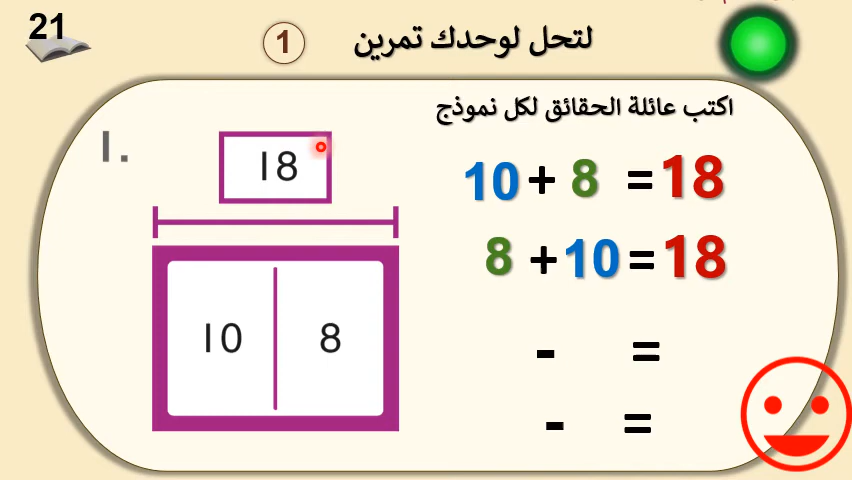 21
لتحل لوحدك تمرين 1
اكتب عائلة الحقائق لكل نموذج
1.
18
10 8
10 + 8 = 18
8 + 10 = 18
- =
- =